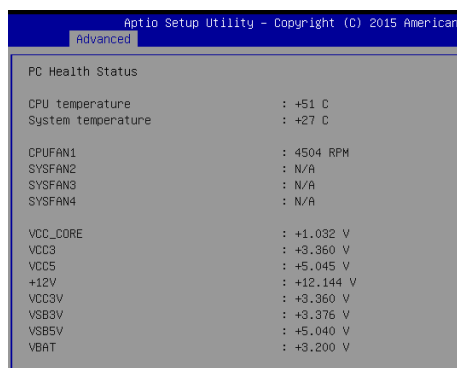 Aptio Setup Utility – Copyright (C) 2015 American
Advanced
PC Health Status
CPU temperature : +51 C
System temperature : +27 C
CPUFAN1 : 4504 RPM
SYSFAN2 : N/A
SYSFAN3 : N/A
SYSFAN4 : N/A
VCC_CORE : +1.032 V
VCC3 : +3.360 V
VCC5 : +5.045 V
+12V : +12.144 V
VCC3V : +3.360 V
VSB3V : +3.376 V
VSB5V : +5.040 V
VBAT : +3.200 V